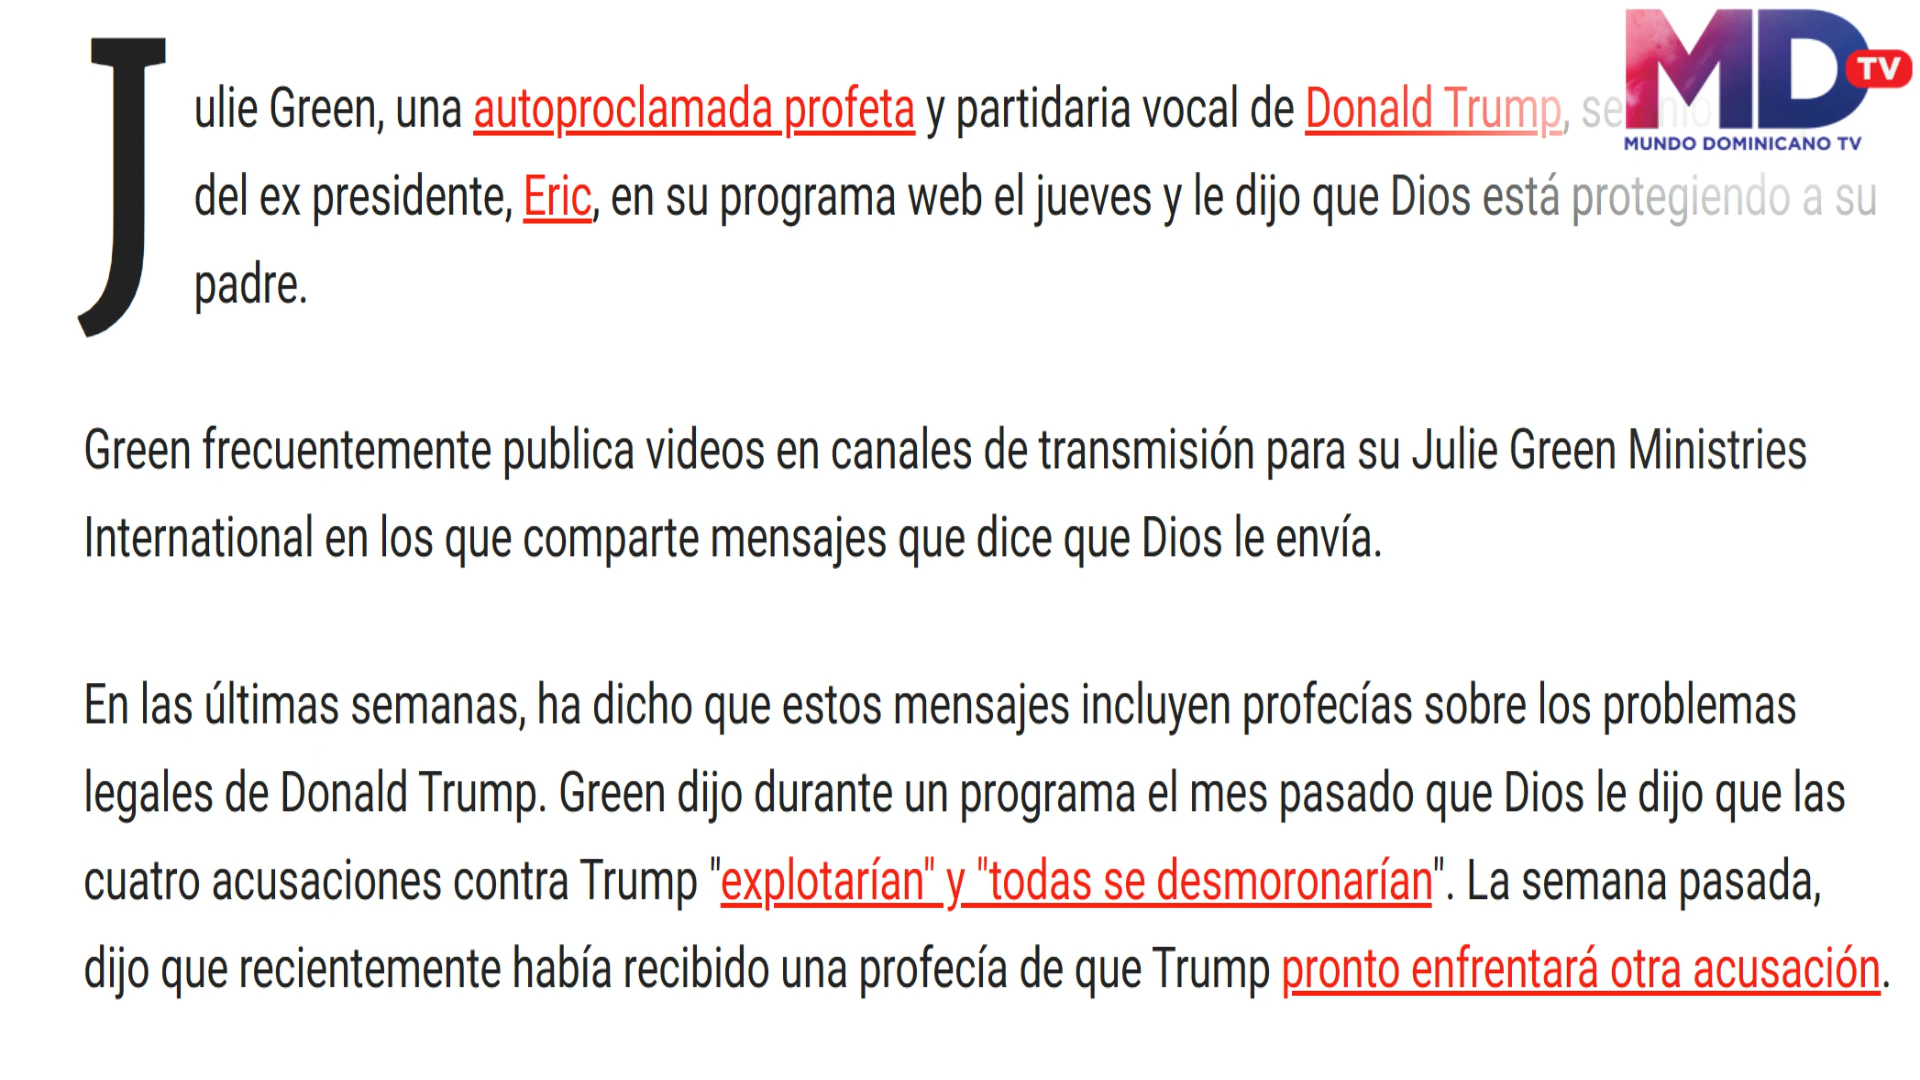 Julie Green, una autoproclamada profeta y partidaria vocal de Donald Trump,
del ex presidente, Eric, en su programa web el jueves y le dijo que Dios está protegiendo a su
padre.
Green frecuentemente publica videos en canales de transmisión para su Julie Green Ministries
International en los que comparte mensajes que dice que Dios le envía.
En las últimas semanas, ha dicho que estos mensajes incluyen profecías sobre los problemas
legales de Donald Trump. Green dijo durante un programa el mes pasado que Dios le dijo que las
cuatro acusaciones contra Trump "explotarían" y "todas se desmoronarían". La semana pasada,
dijo que recientemente había recibido una profecía de que Trump pronto enfrentará otra acusación.
MD TV
MUNDO DOMINICANO TV